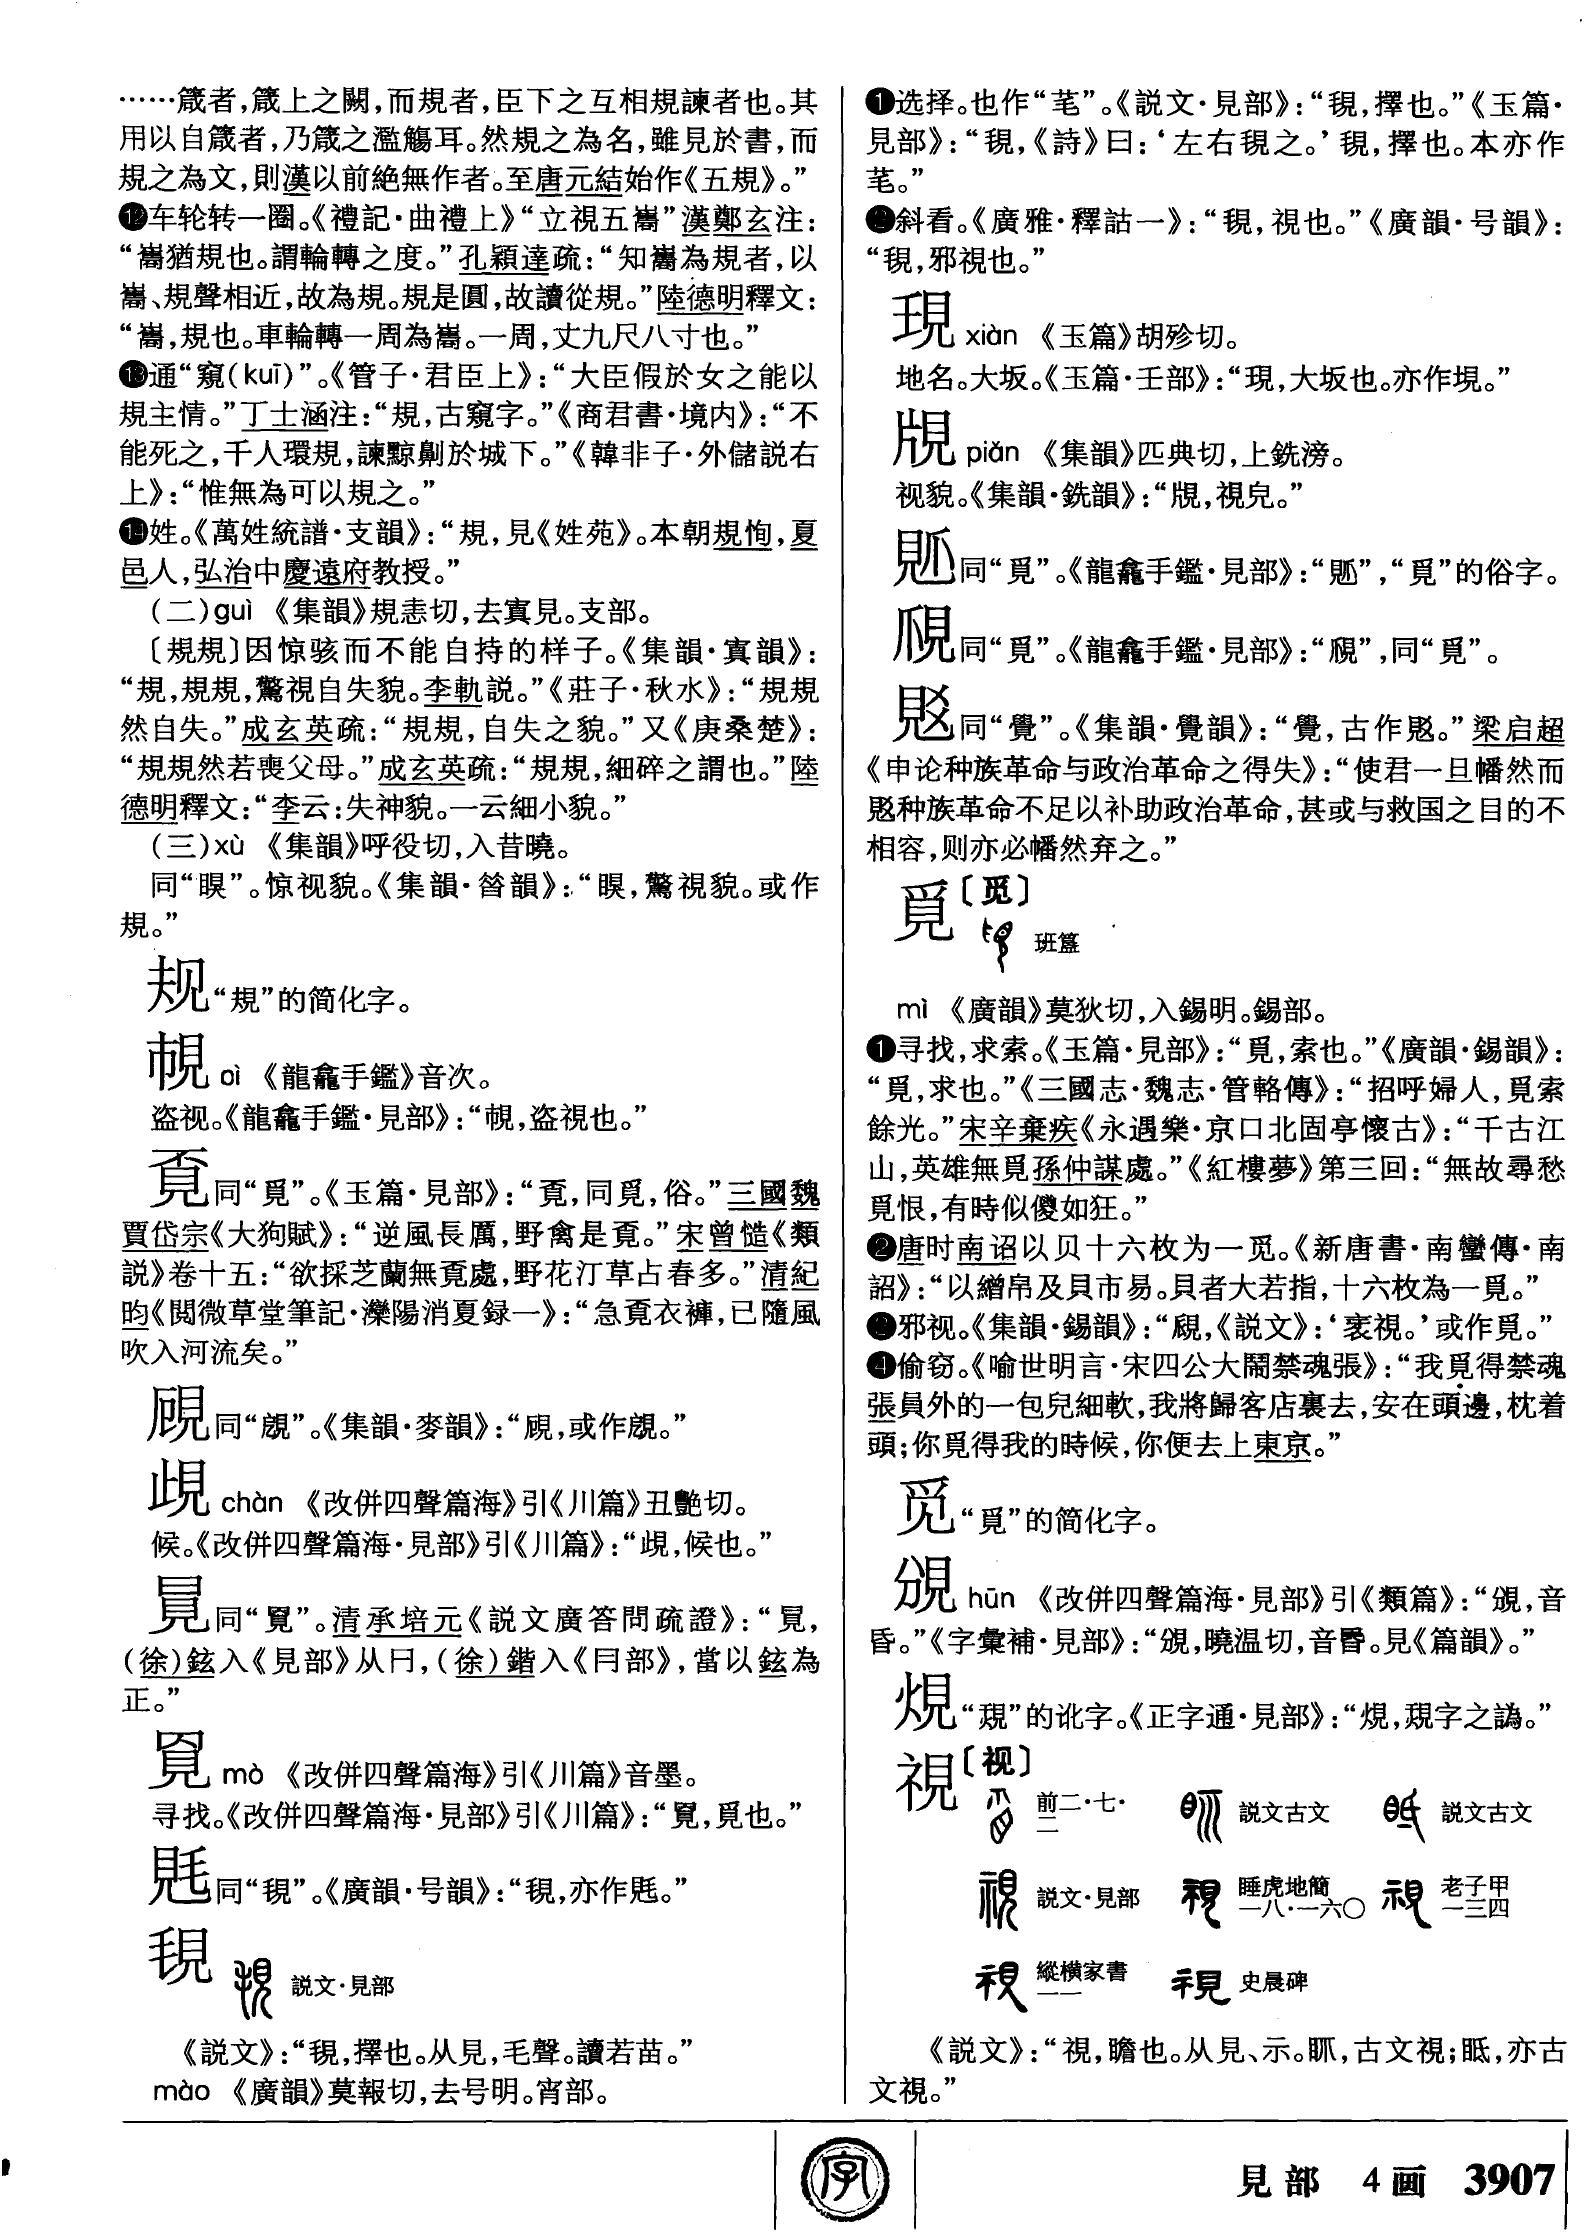 ……箴者，箴上之闕，而規者，臣下之互相規諫者也。其
用以自箴者，乃箴之濫觴耳。然規之為名，雖見於書，而
規之為文，則漢以前絶無作者。至唐元結始作《五規》。”
⓬车轮转一圈。《禮記·曲禮上》“立視五巂”漢鄭玄注：
“巂猶規也。謂輪轉之度。”孔穎達疏：“知巂為規者，以
巂、規聲相近，故為規。規是圓，故讀從規。”陸德明釋文：
“巂，規也。車輪轉一周為巂。一周，丈九尺八寸也。”
⓭通“窺(kuī)”。《管子·君臣上》：“大臣假於女之能以
規主情。”丁士涵注：“規，古窺字。”《商君書·境内》：“不
能死之，千人環規，諫黥劓於城下。”《韓非子·外儲説右
上》：“惟無為可以規之。”
⓮姓。《萬姓統譜·支韻》：“規，見《姓苑》。本朝規恂，夏
邑人，弘治中慶遠府教授。”
(二)guì 《集韻》規恚切，去寘見。支部。
〔規規〕因惊骇而不能自持的样子。《集韻·寘韻》：
“規，規規，驚視自失貌。李軌説。”《莊子·秋水》：“規規
然自失。”成玄英疏：“規規，自失之貌。”又《庚桑楚》：
“規規然若喪父母。”成玄英疏：“規規，細碎之謂也。”陸
德明釋文：“李云：失神貌。一云細小貌。”
(三)xù 《集韻》呼役切，入昔曉。
同“瞁”。惊视貌。《集韻·昔韻》：“瞁，驚視貌。或作
規。”
规“規”的简化字。
cì 《龍龕手鑑》音次。
盗视。《龍龕手鑑·見部》：“，盗視也。”
覔同“覓”。《玉篇·見部》：“覔，同覓，俗。”三國魏
賈岱宗《大狗賦》：“逆風長厲，野禽是覔。”宋曾慥《類
説》卷十五：“欲採芝蘭無覔處，野花汀草占春多。”清紀
昀《閲微草堂筆記·灤陽消夏録一》：“急覔衣褲，已隨風
吹入河流矣。”
同“覤”。《集韻·麥韻》：“，或作。”
chàn 《改併四聲篇海》引《川篇》丑艷切。
候。《改併四聲篇海·見部》引《川篇》：“，候也。”
同“”。清承培元《説文廣答問疏證》：“，
(徐)鉉入《見部》从冃，(徐)鍇入《冃部》，當以鉉為
正。”
mò 《改併四聲篇海》引《川篇》音墨。
寻找。《改併四聲篇海·見部》引《川篇》：“，覓也。”
覒同“覒”。《廣韻·号韻》：“覒，亦作。”
覒 説文·見部
《説文》：“覒，擇也。从見，毛聲。讀若苗。”
mào 《廣韻》莫報切，去号明。宵部。
❶选择。也作“芼”。《説文·見部》：“覒，擇也。”《玉篇·
見部》：“覒，《詩》曰：‘左右覒之。’覒，擇也。本亦作
芼。”
❷斜看。《廣雅·釋詁一》：“覒，視也。”《廣韻·号韻》：
“覒，邪視也。”
xiàn 《玉篇》胡殄切。
地名。大坂。《玉篇·壬部》：“，大坂也。亦作垷。”
piǎn 《集韻》匹典切，上銑滂。
视貌。《集韻·銑韻》：“，視皃。”
同“覓”。《龍龕手鑑·見部》：“”，“覓”的俗字。
同“覓”。《龍龕手鑑·見部》：“”，同“覓”。
同“覺”。《集韻·覺韻》：“覺，古作。”梁启超
《申论种族革命与政治革命之得失》：“使君一旦幡然而
种族革命不足以补助政治革命，甚或与救国之目的不
相容，则亦必幡然弃之。”
覓〔觅〕
班簋
mì 《廣韻》莫狄切，入錫明。錫部。
❶寻找，求索。《玉篇·見部》：“覓，索也。”《廣韻·錫韻》：
“覓，求也。”《三國志·魏志·管輅傳》：“招呼婦人，覓索
餘光。”宋辛棄疾《永遇樂·京口北固亭懷古》：“千古江
山，英雄無覓孫仲謀處。”《紅樓夢》第三回：“無故尋愁
覓恨，有時似傻如狂。”
❷唐时南诏以贝十六枚为一觅。《新唐書·南蠻傳·南
詔》：“以繒帛及貝市易。貝者大若指，十六枚為一覓。”
❸邪视。《集韻·錫韻》：“覛，《説文》：‘衺視。’或作覓。”
❹偷窃。《喻世明言·宋四公大鬧禁魂張》：“我覓得禁魂
張員外的一包兒細軟，我將歸客店裏去，安在頭邊，枕着
頭；你覓得我的時候，你便去上東京。”
觅“覓”的简化字。
hūn 《改併四聲篇海·見部》引《類篇》：“，音
昏。”《字彙補·見部》：“，曉温切，音昬。見《篇韻》。”
“覝”的讹字。《正字通·見部》：“，覝字之譌。”
視〔视〕
前二·七·二 説文古文 説文古文
説文·見部 睡虎地簡一八·一六〇 老子甲一三四
縱横家書一一 史晨碑
《説文》：“視，瞻也。从見、示。眎，古文視；眡，亦古
文視。”
見部 4画 3907